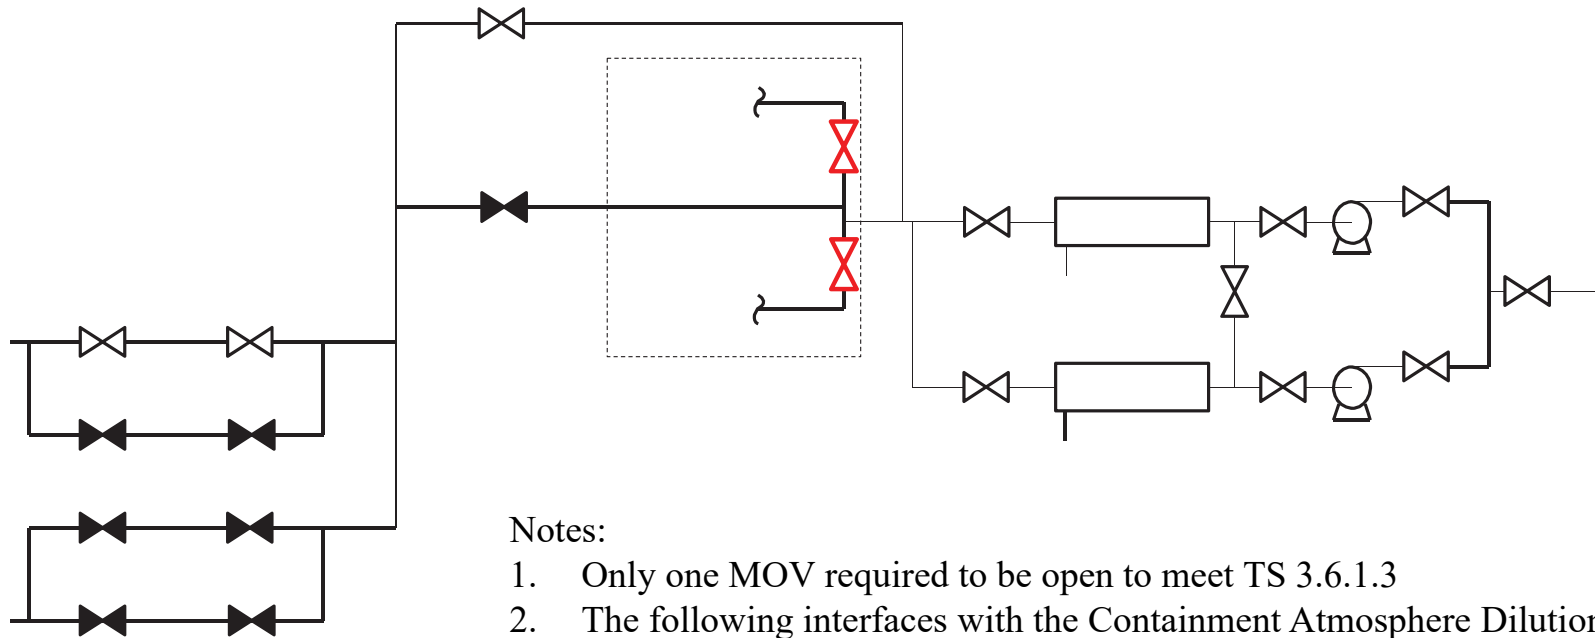 Notes:
1. Only one MOV required to be open to meet TS 3.6.1.3
2. The following interfaces with the Containment Atmosphere Dilution